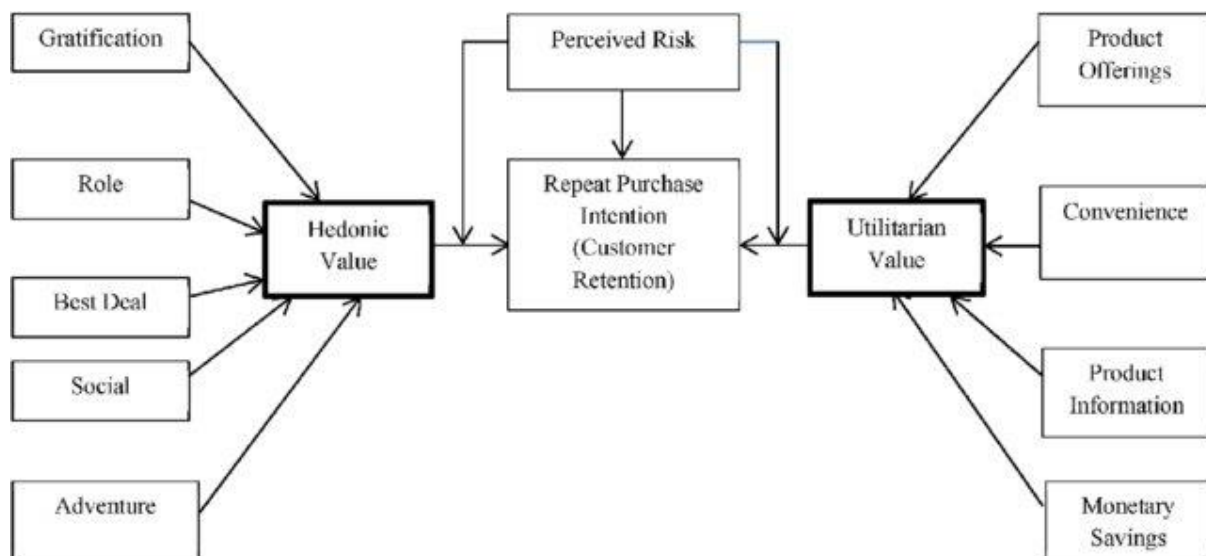 Gratification
Perceived Risk
Product
Offerings
Role
Repeat Purchase
Intention
(Customer
Retention)
Convenience
Hedonic
Value
Utilitarian
Value
Best Deal
Social
Product
Information
Adventure
Monetary
Savings